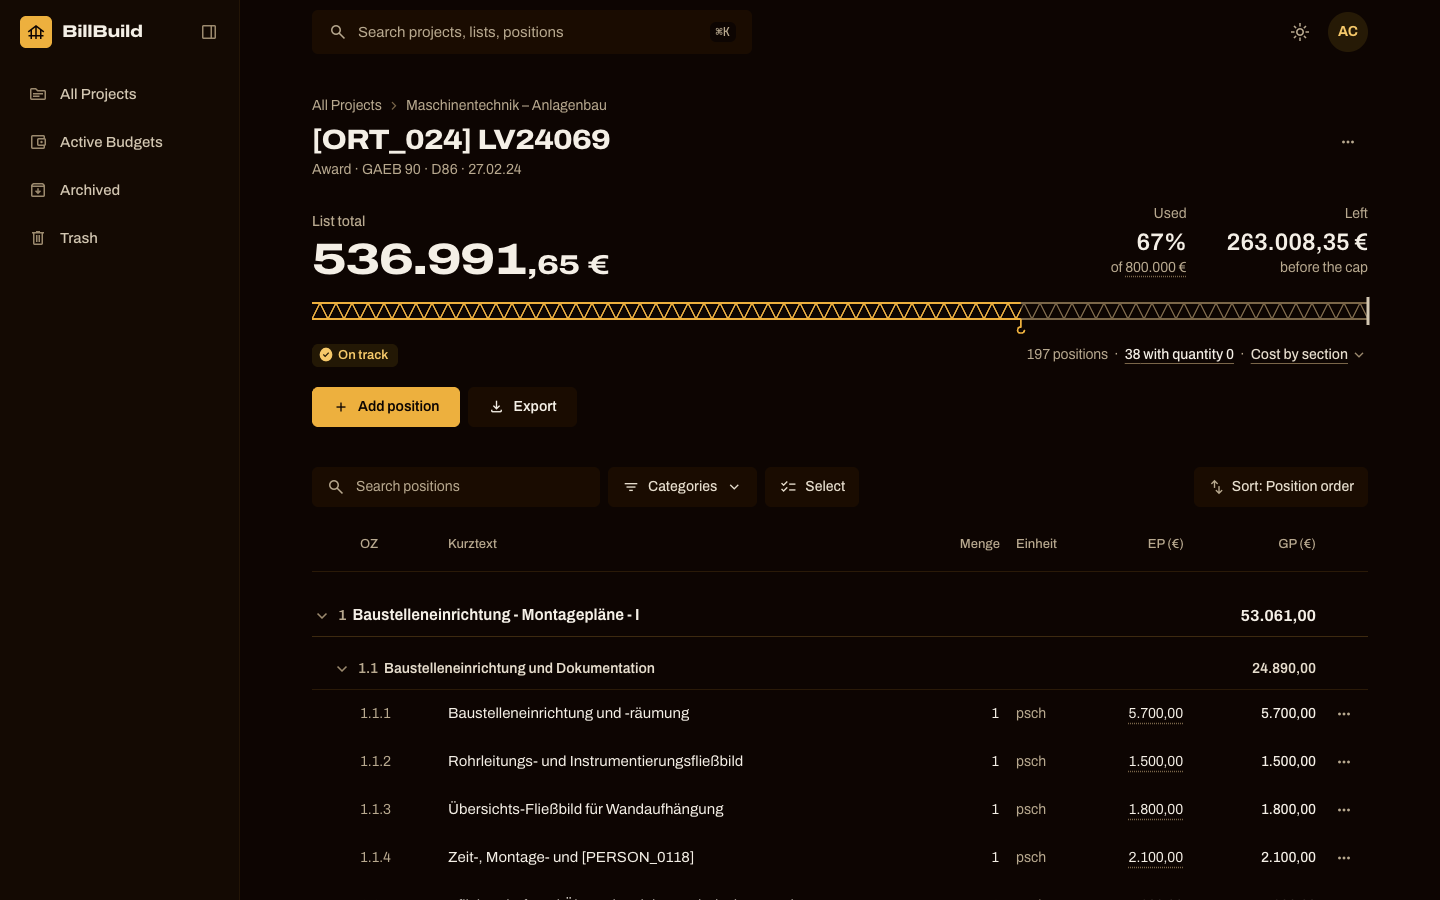 BillBuild
Search projects, lists, positions
⌘K
AC
All Projects
Active Budgets
Archived
Trash
All Projects > Maschinentechnik – Anlagenbau
[ORT_024] LV24069
Award · GAEB 90 · D86 · 27.02.24
List total
536.991,65 €
Used
67%
of 800.000 €
Left
263.008,35 €
before the cap
On track
197 positions · 38 with quantity 0 · Cost by section
Add position
Export
Search positions
Categories
Select
Sort: Position order
OZ Kurztext Menge Einheit EP (€) GP (€)
1 Baustelleneinrichtung - Montagepläne - I 53.061,00
1.1 Baustelleneinrichtung und Dokumentation 24.890,00
1.1.1 Baustelleneinrichtung und -räumung 1 psch 5.700,00 5.700,00
1.1.2 Rohrleitungs- und Instrumentierungsfließbild 1 psch 1.500,00 1.500,00
1.1.3 Übersichts-Fließbild für Wandaufhängung 1 psch 1.800,00 1.800,00
1.1.4 Zeit-, Montage- und [PERSON_0118] 1 psch 2.100,00 2.100,00